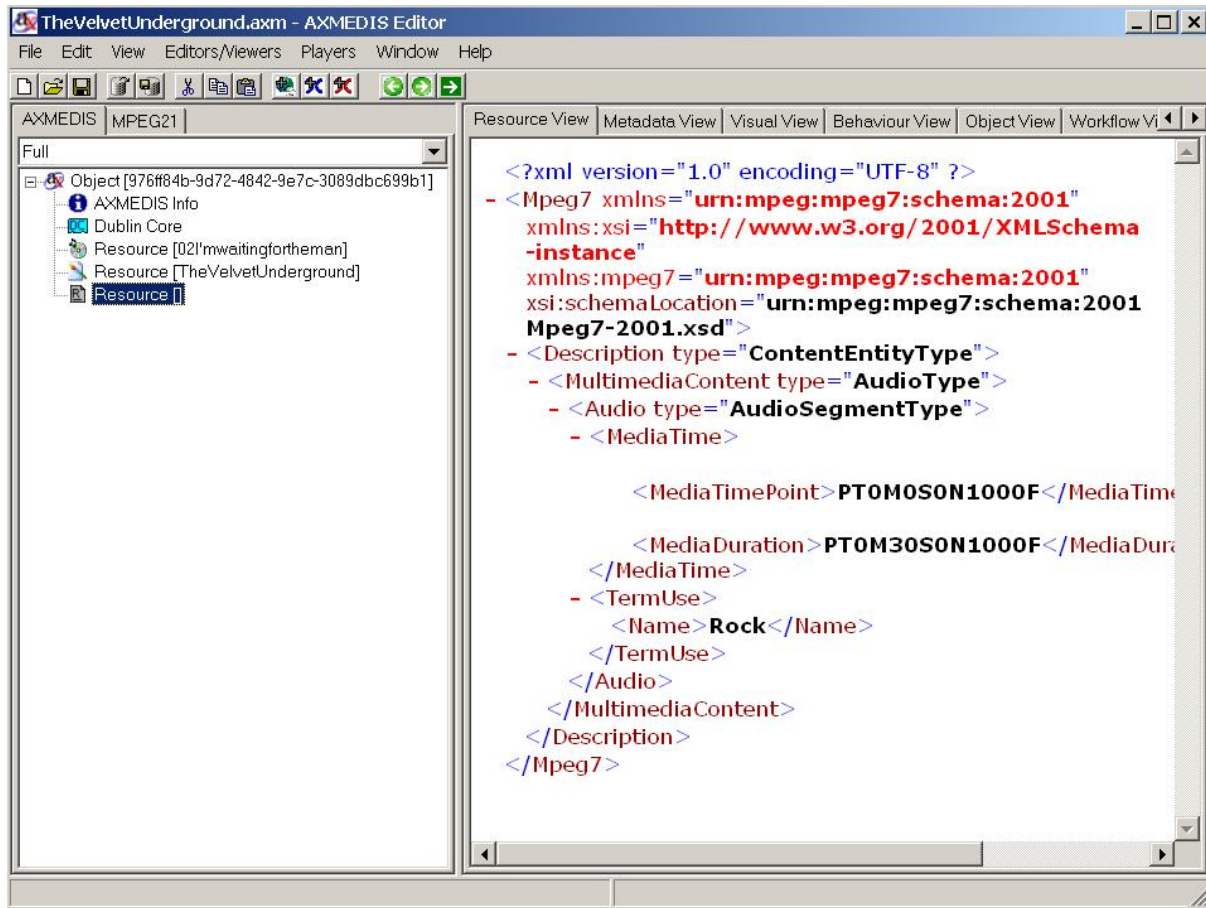 TheVelvetUnderground.axm - AXMEDIS Editor
File Edit View Editors/Viewers Players Window Help
AXMEDIS MPEG21
Resource View Metadata View Visual View Behaviour View Object View Workflow Vi
Full
Object [976ff84b-9d72-4842-9e7c-3089dbc699b1]
AXMEDIS Info
Dublin Core
Resource [02I'mwaitingfortheman]
Resource [TheVelvetUnderground]
Resource []
<?xml version="1.0" encoding="UTF-8" ?>
- <Mpeg7 xmlns="urn:mpeg:mpeg7:schema:2001"
xmlns:xsi="http://www.w3.org/2001/XMLSchema
-instance"
xmlns:mpeg7="urn:mpeg:mpeg7:schema:2001"
xsi:schemaLocation="urn:mpeg:mpeg7:schema:2001
Mpeg7-2001.xsd">
- <Description type="ContentEntityType">
- <MultimediaContent type="AudioType">
- <Audio type="AudioSegmentType">
- <MediaTime>
<MediaTimePoint>PT0M0S0N1000F</MediaTime
<MediaDuration>PT0M30S0N1000F</MediaDura
</MediaTime>
- <TermUse>
<Name>Rock</Name>
</TermUse>
</Audio>
</MultimediaContent>
</Description>
</Mpeg7>